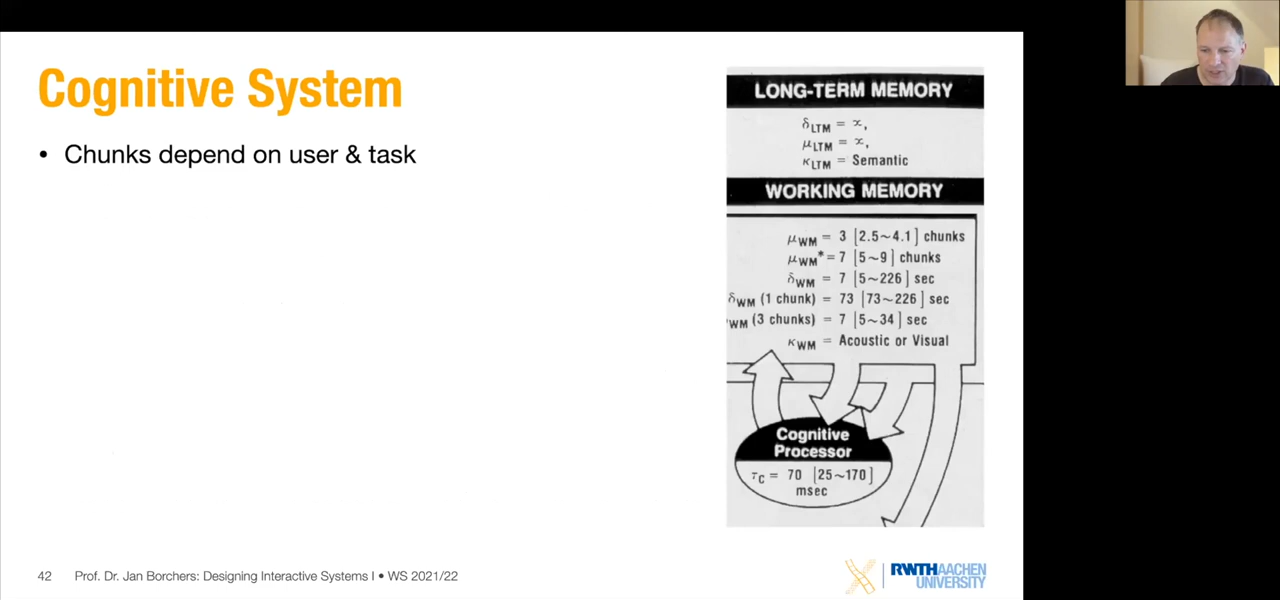 Cognitive System
• Chunks depend on user & task
LONG-TERM MEMORY
δLTM = x,
μLTM = x,
κLTM = Semantic
WORKING MEMORY
μWM = 3 [2.5~4.1] chunks
μWM* = 7 [5~9] chunks
δWM = 7 [5~226] sec
δWM (1 chunk) = 73 [73~226] sec
WM (3 chunks) = 7 [5~34] sec
κWM = Acoustic or Visual
Cognitive
Processor
τC = 70 [25~170]
msec
42 Prof. Dr. Jan Borchers: Designing Interactive Systems I • WS 2021/22
RWTHAACHEN
UNIVERSITY